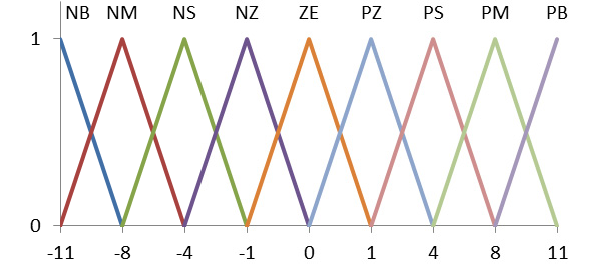 NB NM NS NZ ZE PZ PS PM PB
1
0
-11 -8 -4 -1 0 1 4 8 11